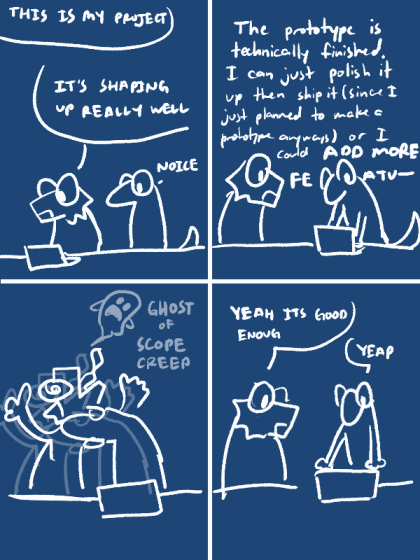 THIS IS MY PROJECT
IT'S SHAPING
UP REALLY WELL
NOICE
The prototype is
technically finished.
I can just polish it
up then ship it (since I
just planned to make a
prototype anyways) or I
could ADD MORE
FE ATU—
GHOST
OF
SCOPE
CREEP
YEAH ITS GOOD
ENOUG
YEAP